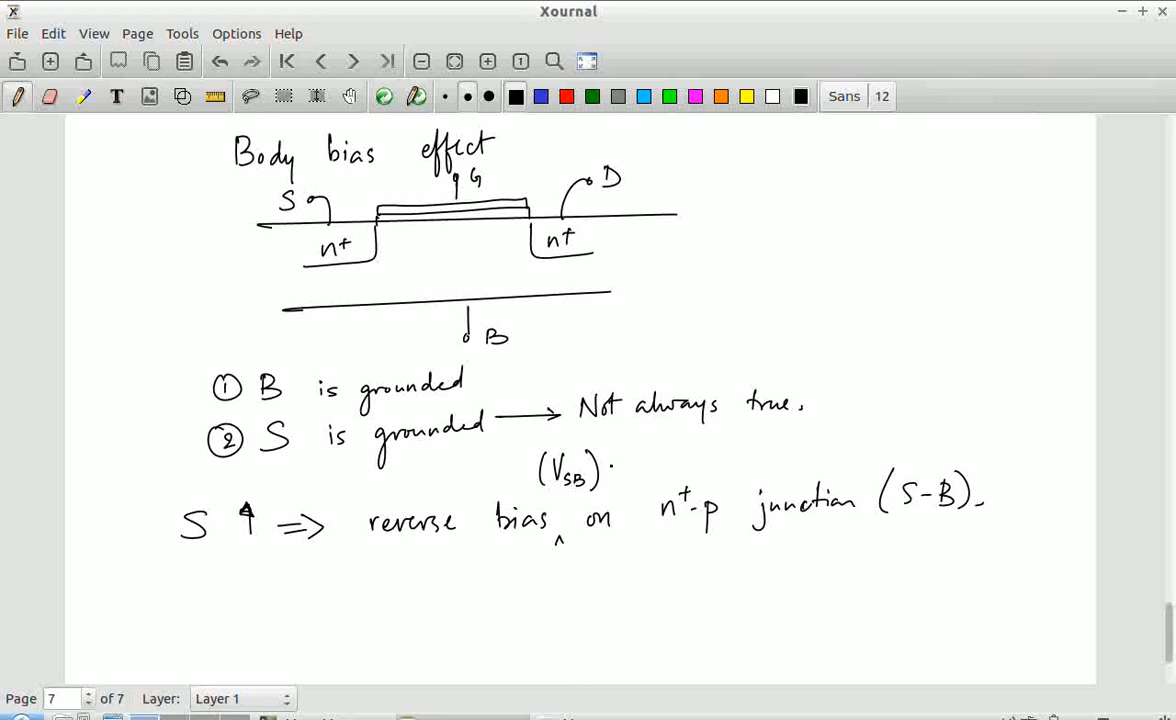 Xournal
File Edit View Page Tools Options Help
T Sans 12
Body bias effect
G
S D
n+ n+
B
① B is grounded
② S is grounded → Not always true.
(VSB).
S ↑ ⇒ reverse bias ^ on n+-p junction (S-B).
Page 7 of 7 Layer: Layer 1